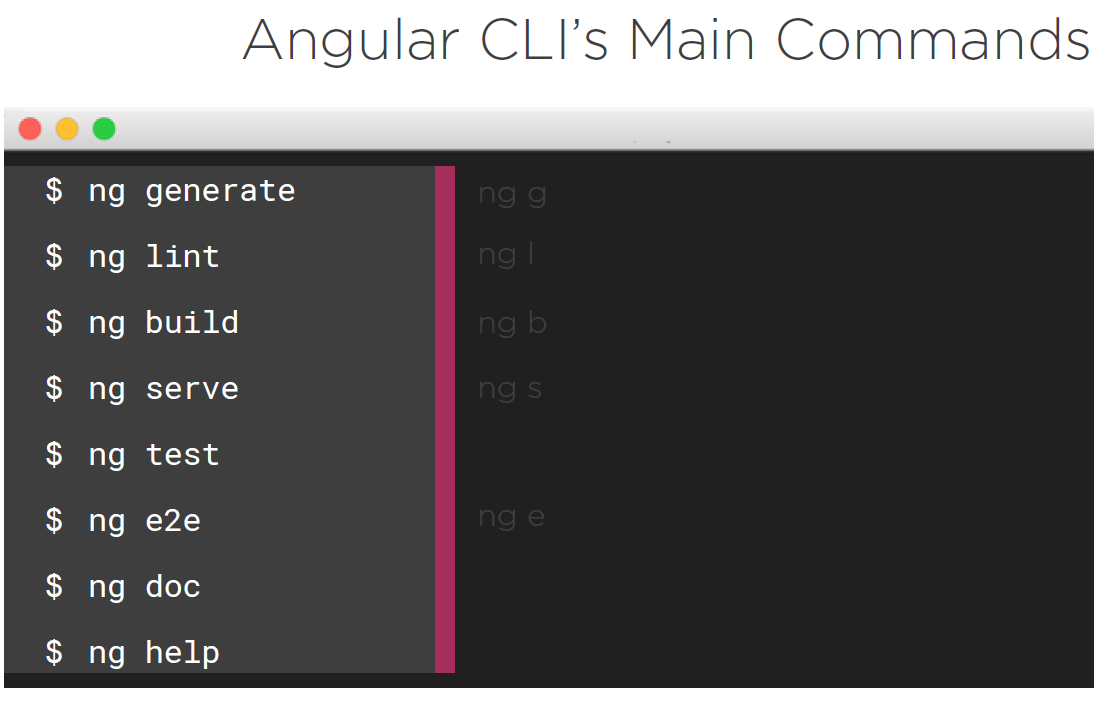 Angular CLI’s Main Commands
$ ng generate ng g
$ ng lint ng l
$ ng build ng b
$ ng serve ng s
$ ng test
$ ng e2e ng e
$ ng doc
$ ng help